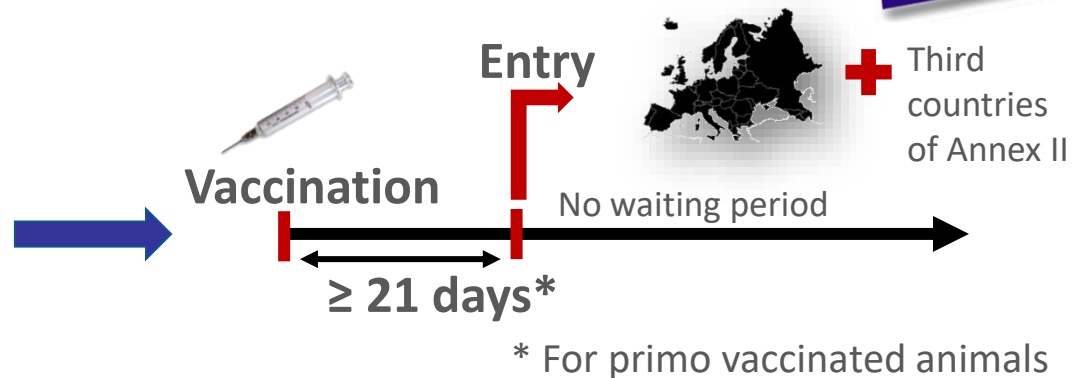 Entry
Third
countries
of Annex II
Vaccination
No waiting period
≥ 21 days*
* For primo vaccinated animals